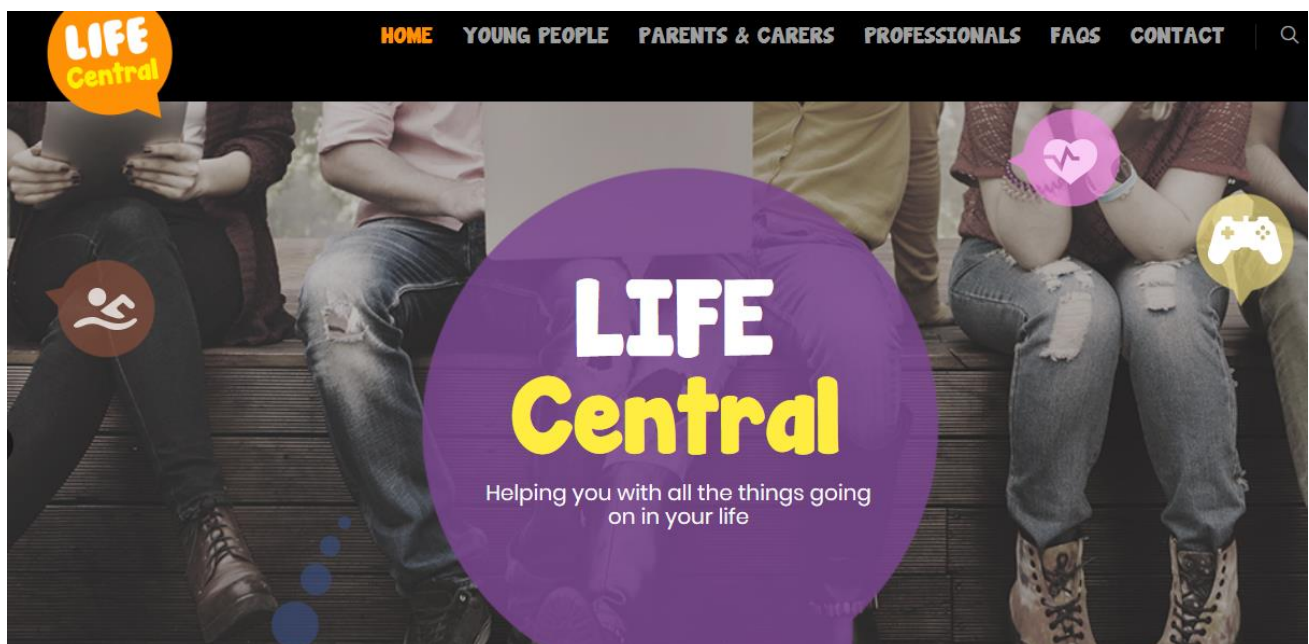 LIFE
Central
HOME YOUNG PEOPLE PARENTS & CARERS PROFESSIONALS FAQS CONTACT
LIFE
Central
Helping you with all the things going
on in your life